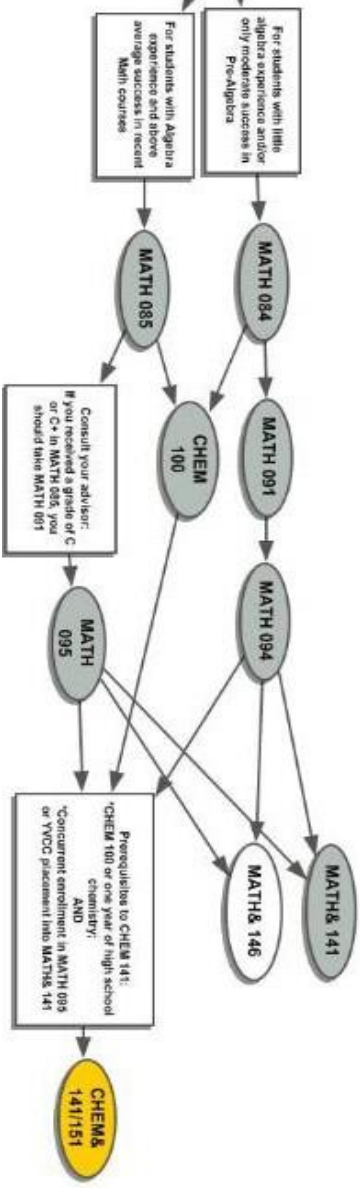 For students with little
algebra experience and/or
only moderate success in
Pre-Algebra
MATH 084
MATH 091
MATH 094
MATH& 141
MATH& 146
For students with Algebra
experience and above
average success in recent
Math courses
MATH 085
CHEM
100
Consult your advisor:
If you received a grade of C
or C+ in MATH 085, you
should take MATH 091
MATH
095
Prerequisites to CHEM 141:
*CHEM 100 or one year of high school
chemistry;
AND
*Concurrent enrollment in MATH 095
or YVCC placement into MATH& 141
CHEM&
141/151